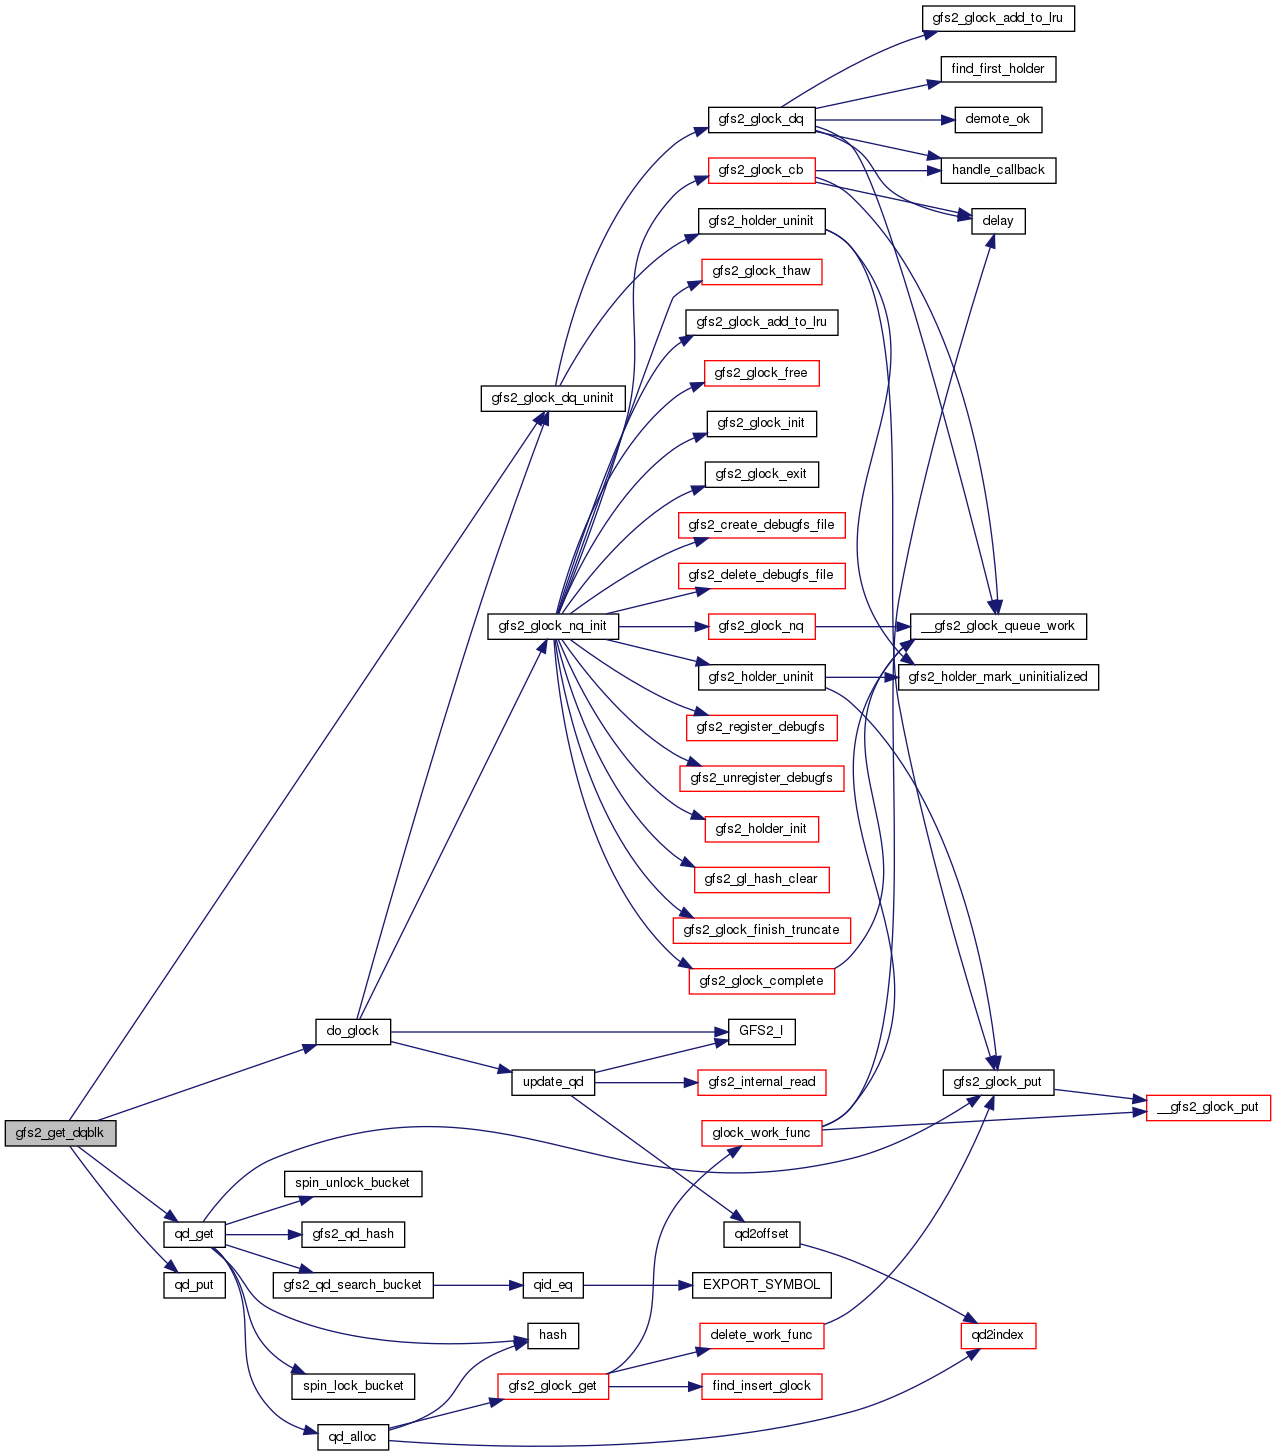 gfs2_glock_add_to_lru
find_first_holder
gfs2_glock_dq
demote_ok
gfs2_glock_cb
handle_callback
gfs2_holder_uninit
delay
gfs2_glock_thaw
gfs2_glock_add_to_lru
gfs2_glock_free
gfs2_glock_dq_uninit
gfs2_glock_init
gfs2_glock_exit
gfs2_create_debugfs_file
gfs2_delete_debugfs_file
gfs2_glock_nq_init
gfs2_glock_nq
__gfs2_glock_queue_work
gfs2_holder_uninit
gfs2_holder_mark_uninitialized
gfs2_register_debugfs
gfs2_unregister_debugfs
gfs2_holder_init
gfs2_gl_hash_clear
gfs2_glock_finish_truncate
gfs2_glock_complete
do_glock
GFS2_I
update_qd
gfs2_internal_read
gfs2_glock_put
__gfs2_glock_put
gfs2_get_dqblk
glock_work_func
spin_unlock_bucket
qd_get
gfs2_qd_hash
qd2offset
qd_put
gfs2_qd_search_bucket
qid_eq
EXPORT_SYMBOL
hash
delete_work_func
qd2index
spin_lock_bucket
gfs2_glock_get
find_insert_glock
qd_alloc